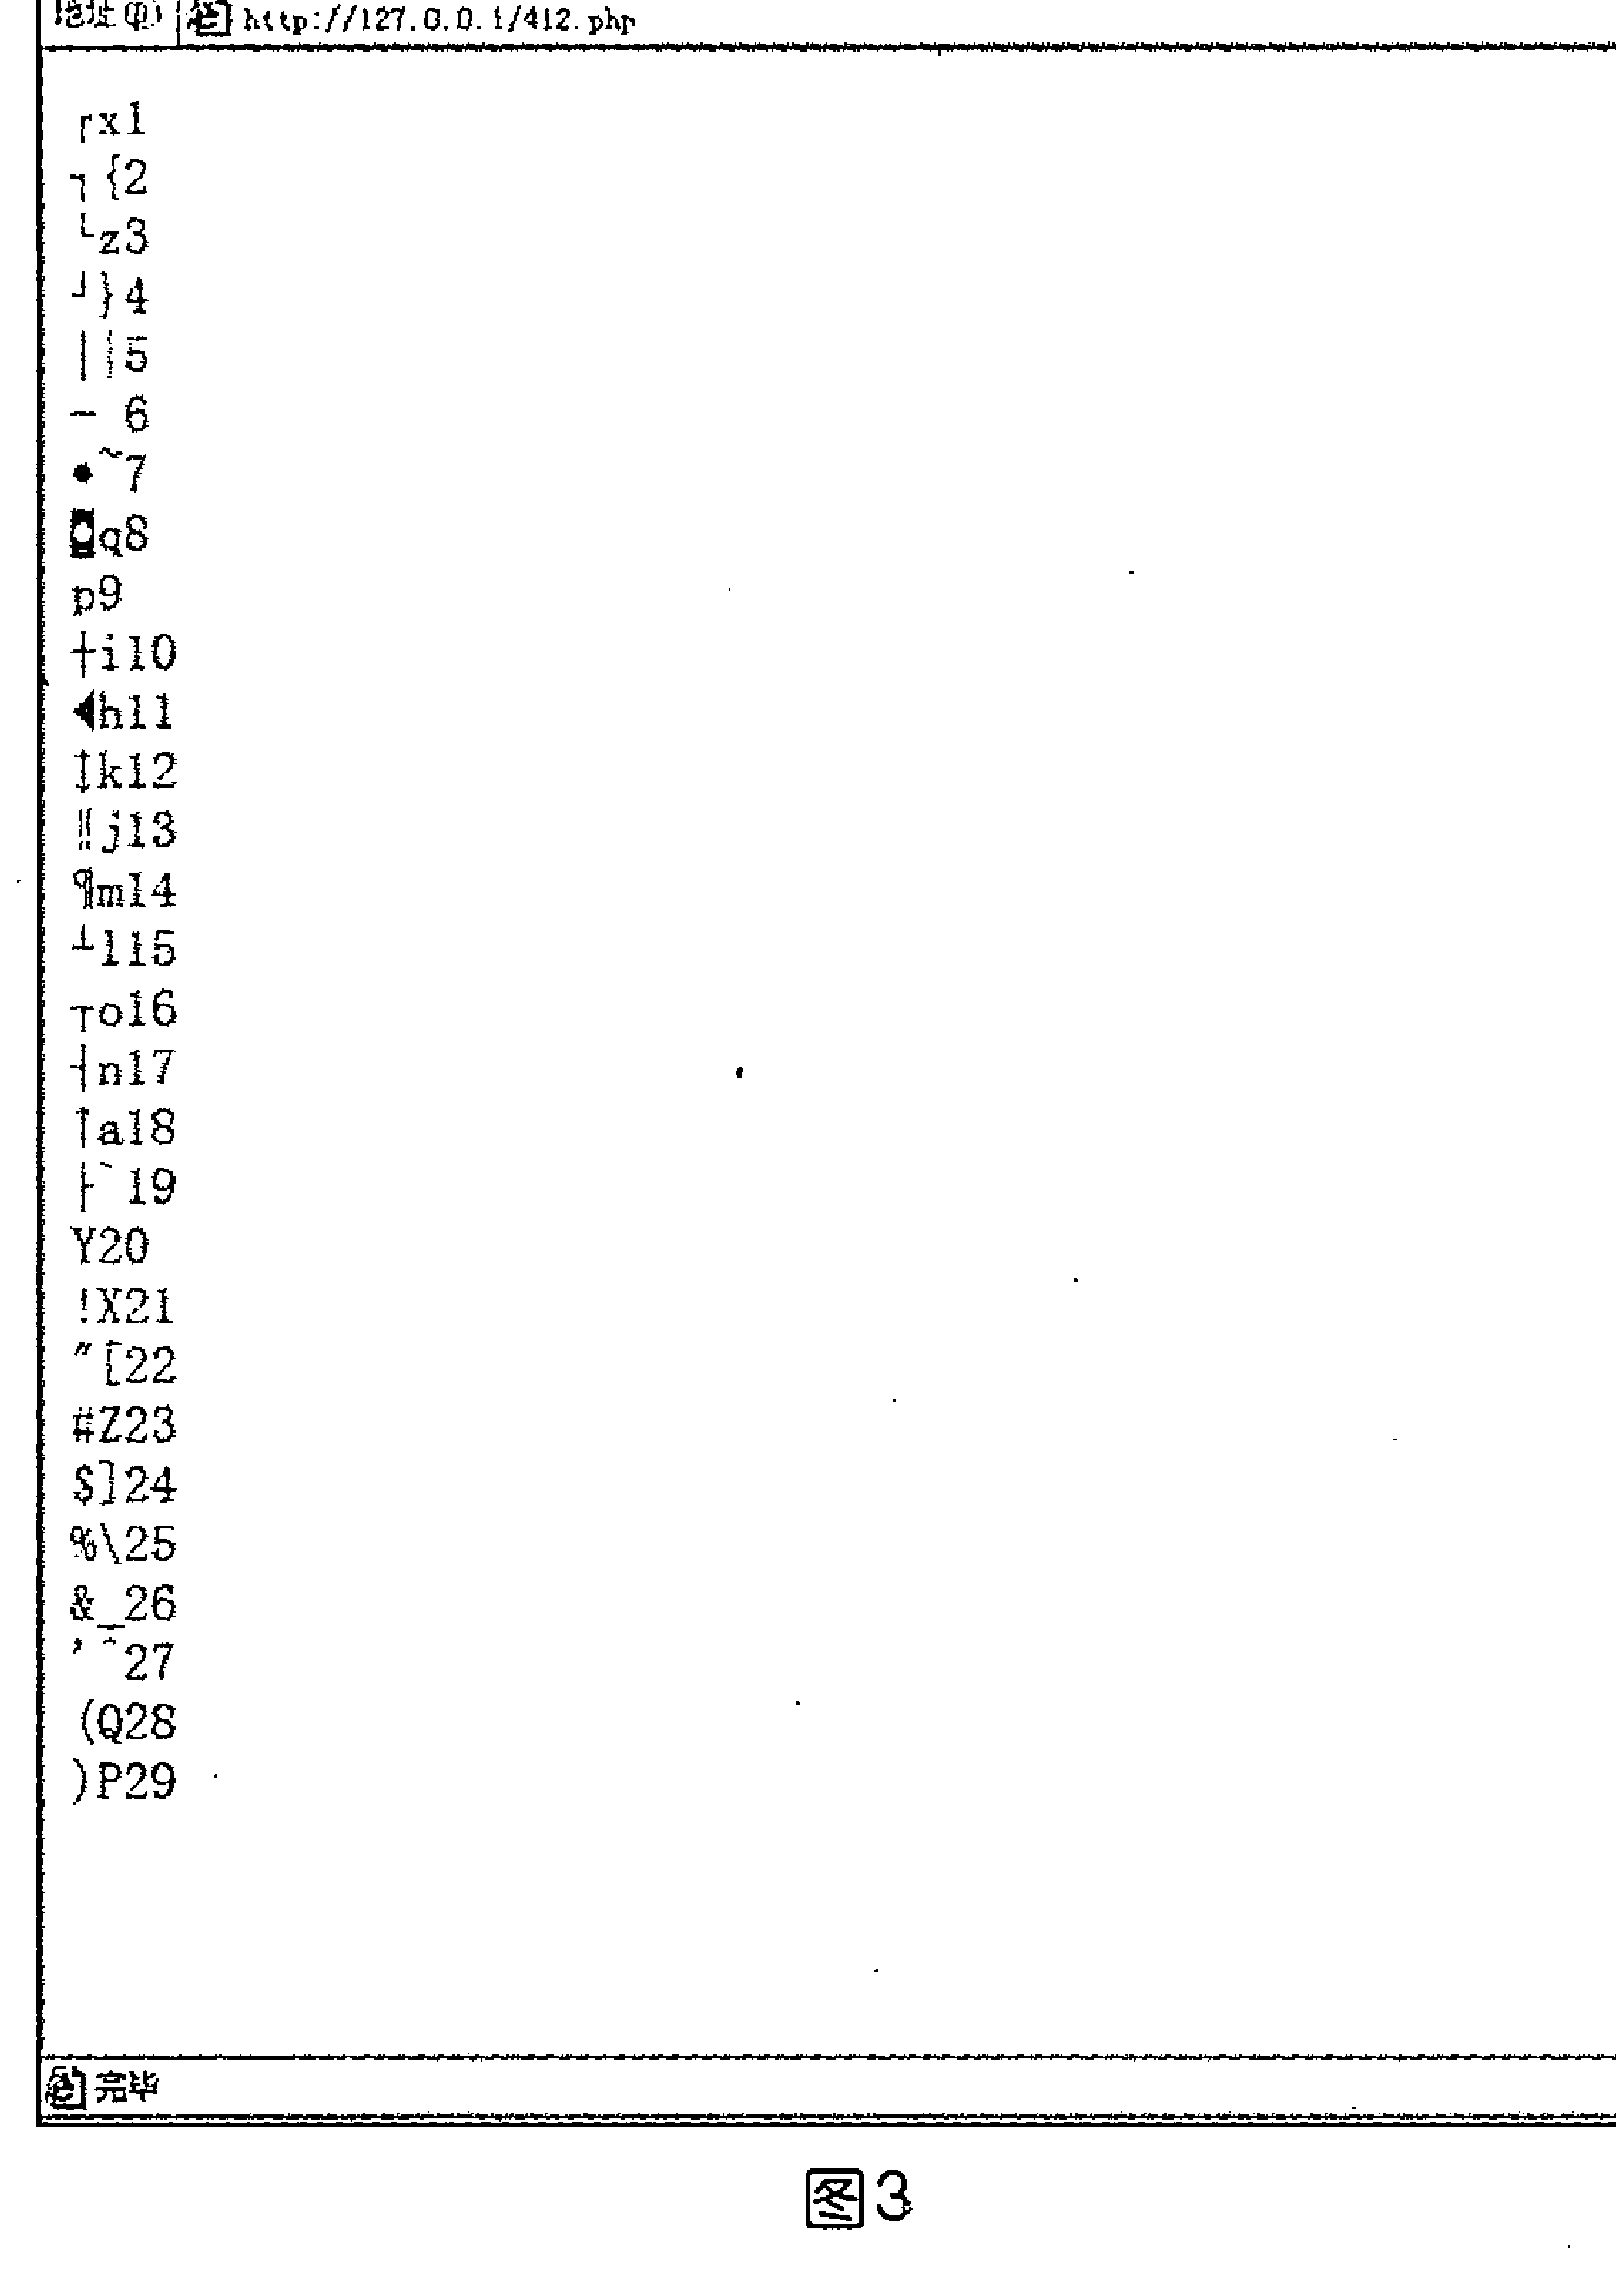 地址(D) http://127.0.0.1/412.php
┌x1
┐{2
└z3
┘}4
│|5
─ 6
•~7
◘q8
p9
┼i10
◀h11
↕k12
‼j13
¶m14
┴l15
┬o16
┤n17
↑a18
├`19
Y20
!X21
"[22
#Z23
$]24
%\25
&_26
'^27
(Q28
)P29
完毕
图3